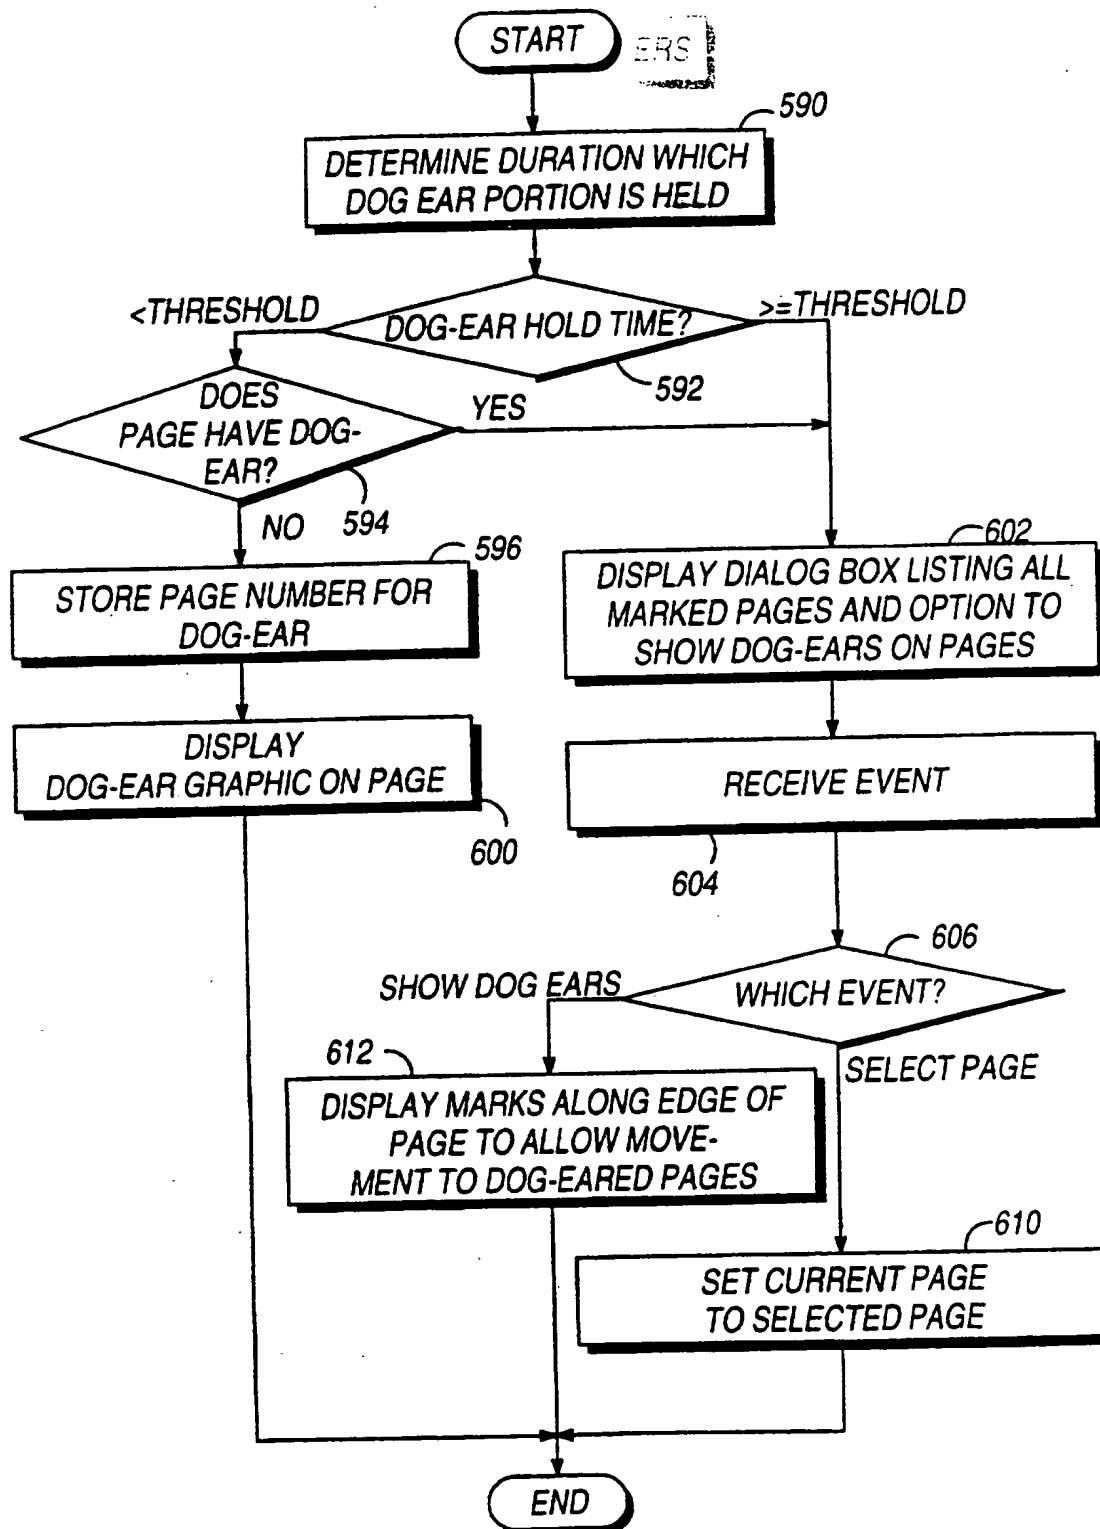 START
ERS
590
DETERMINE DURATION WHICH
DOG EAR PORTION IS HELD
<THRESHOLD
DOG-EAR HOLD TIME?
>=THRESHOLD
592
DOES
PAGE HAVE DOG-
EAR?
YES
594
NO
596
STORE PAGE NUMBER FOR
DOG-EAR
602
DISPLAY DIALOG BOX LISTING ALL
MARKED PAGES AND OPTION TO
SHOW DOG-EARS ON PAGES
DISPLAY
DOG-EAR GRAPHIC ON PAGE
600
RECEIVE EVENT
604
606
SHOW DOG EARS
WHICH EVENT?
612
SELECT PAGE
DISPLAY MARKS ALONG EDGE OF
PAGE TO ALLOW MOVE-
MENT TO DOG-EARED PAGES
610
SET CURRENT PAGE
TO SELECTED PAGE
END